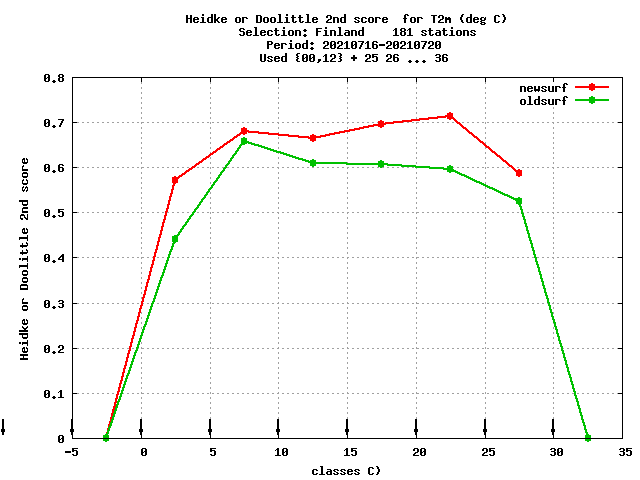 Heidke or Doolittle 2nd score  for T2m (deg C)
Selection: Finland    181 stations
Period: 20210716-20210720
Used {00,12} + 25 26 ... 36
newsurf
oldsurf
Heidke or Doolittle 2nd score
0.8
0.7
0.6
0.5
0.4
0.3
0.2
0.1
0
-5
0
5
10
15
20
25
30
35
classes C)